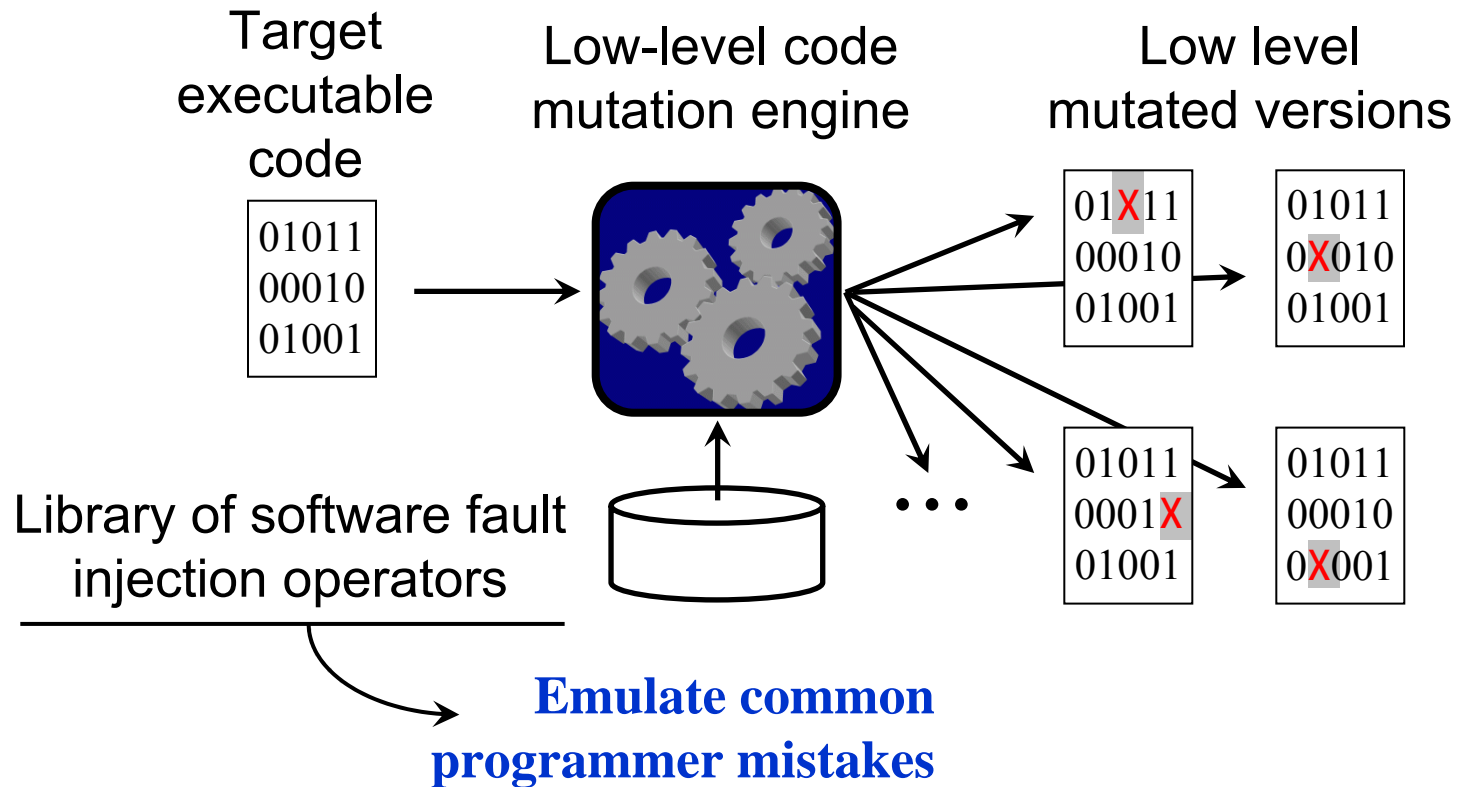 Target
executable
code
Low-level code
mutation engine
Low level
mutated versions
01011
00010
01001
01X11
00010
01001
01011
0X010
01001
01011
0001X
01001
01011
00010
0X001
...
Library of software fault
injection operators
Emulate common
programmer mistakes